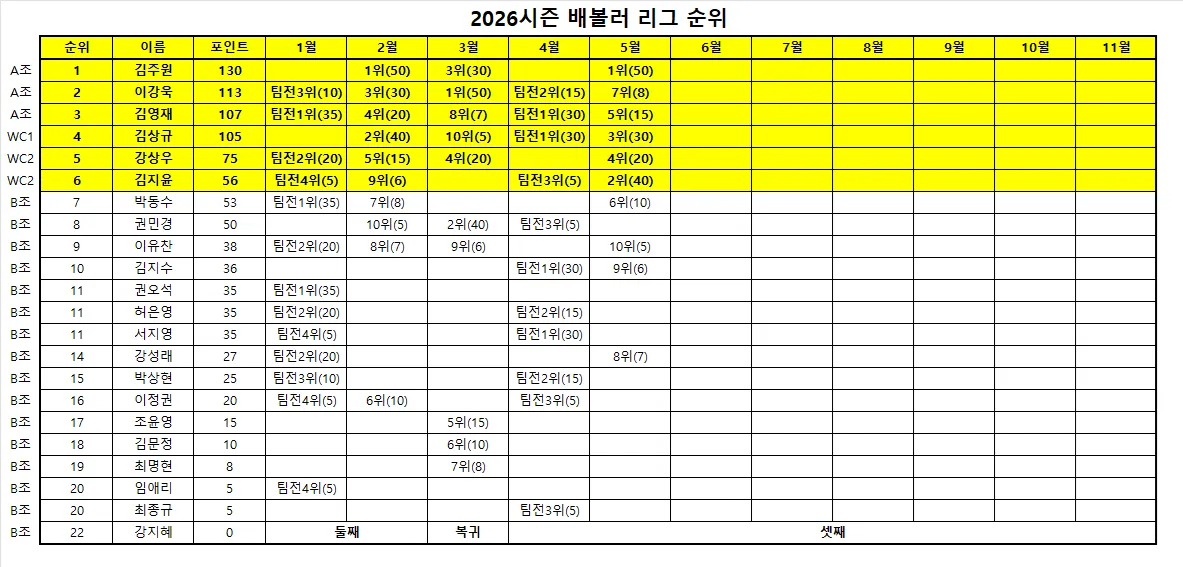 2026시즌 배볼러 리그 순위
순위 이름 포인트 1월 2월 3월 4월 5월 6월 7월 8월 9월 10월 11월
A조 1 김주원 130 1위(50) 3위(30) 1위(50)
A조 2 이강욱 113 팀전3위(10) 3위(30) 1위(50) 팀전2위(15) 7위(8)
A조 3 김영재 107 팀전1위(35) 4위(20) 8위(7) 팀전1위(30) 5위(15)
WC1 4 김상규 105 2위(40) 10위(5) 팀전1위(30) 3위(30)
WC2 5 강상우 75 팀전2위(20) 5위(15) 4위(20) 4위(20)
WC2 6 김지윤 56 팀전4위(5) 9위(6) 팀전3위(5) 2위(40)
B조 7 박동수 53 팀전1위(35) 7위(8) 6위(10)
B조 8 권민경 50 10위(5) 2위(40) 팀전3위(5)
B조 9 이유찬 38 팀전2위(20) 8위(7) 9위(6) 10위(5)
B조 10 김지수 36 팀전1위(30) 9위(6)
B조 11 권오석 35 팀전1위(35)
B조 11 허은영 35 팀전2위(20) 팀전2위(15)
B조 11 서지영 35 팀전4위(5) 팀전1위(30)
B조 14 강성래 27 팀전2위(20) 8위(7)
B조 15 박상현 25 팀전3위(10) 팀전2위(15)
B조 16 이정권 20 팀전4위(5) 6위(10) 팀전3위(5)
B조 17 조윤영 15 5위(15)
B조 18 김문정 10 6위(10)
B조 19 최명현 8 7위(8)
B조 20 임애리 5 팀전4위(5)
B조 20 최종규 5 팀전3위(5)
B조 22 강지혜 0 둘째 복귀 셋째